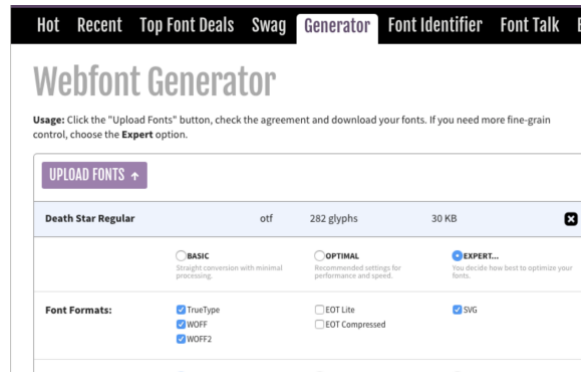 Hot Recent Top Font Deals Swag Generator Font Identifier Font Talk
Webfont Generator
Usage: Click the "Upload Fonts" button, check the agreement and download your fonts. If you need more fine-grain
control, choose the Expert option.
UPLOAD FONTS ↑
Death Star Regular otf 282 glyphs 30 KB
BASIC OPTIMAL EXPERT...
Straight conversion with minimal Recommended settings for You decide how best to optimize your
processing. performance and speed. fonts.
Font Formats: TrueType EOT Lite SVG
WOFF EOT Compressed
WOFF2